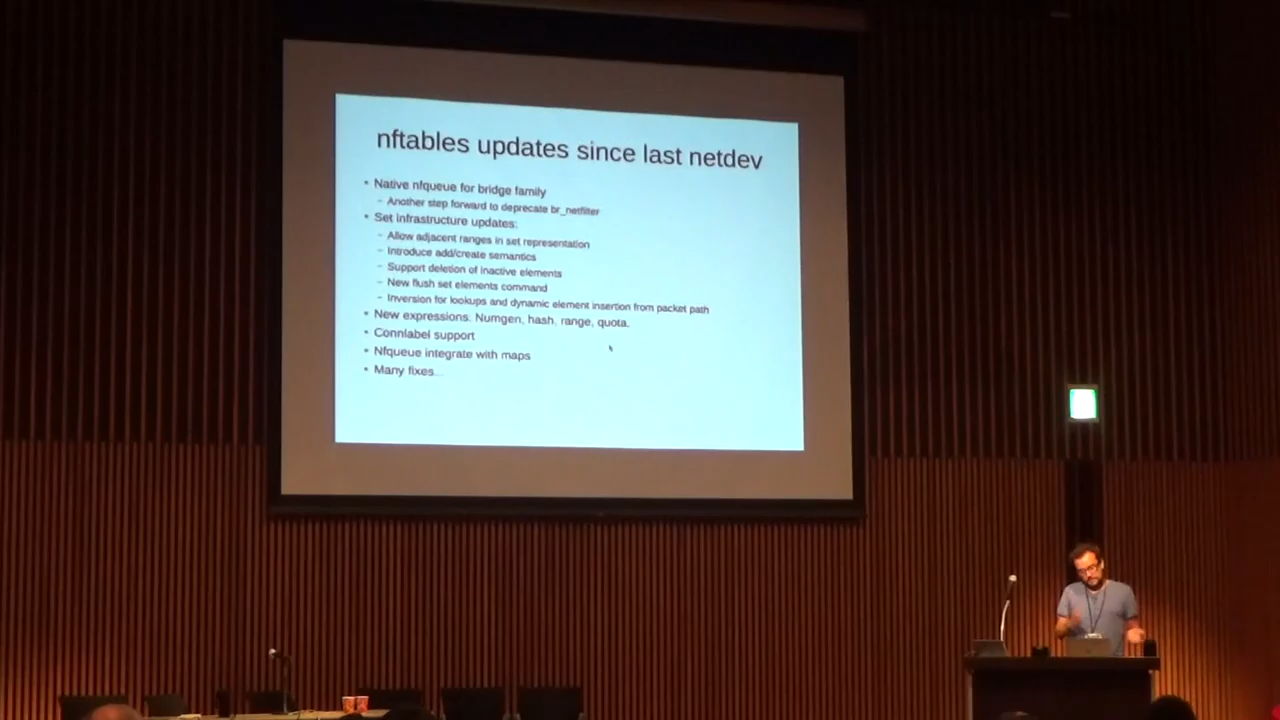 nftables updates since last netdev
• Native nfqueue for bridge family
– Another step forward to deprecate br_netfilter
• Set infrastructure updates:
– Allow adjacent ranges in set representation
– Introduce add/create semantics
– Support deletion of inactive elements
– New flush set elements command
– Inversion for lookups and dynamic element insertion from packet path
• New expressions: Numgen, hash, range, quota.
• Connlabel support
• Nfqueue integrate with maps
• Many fixes...